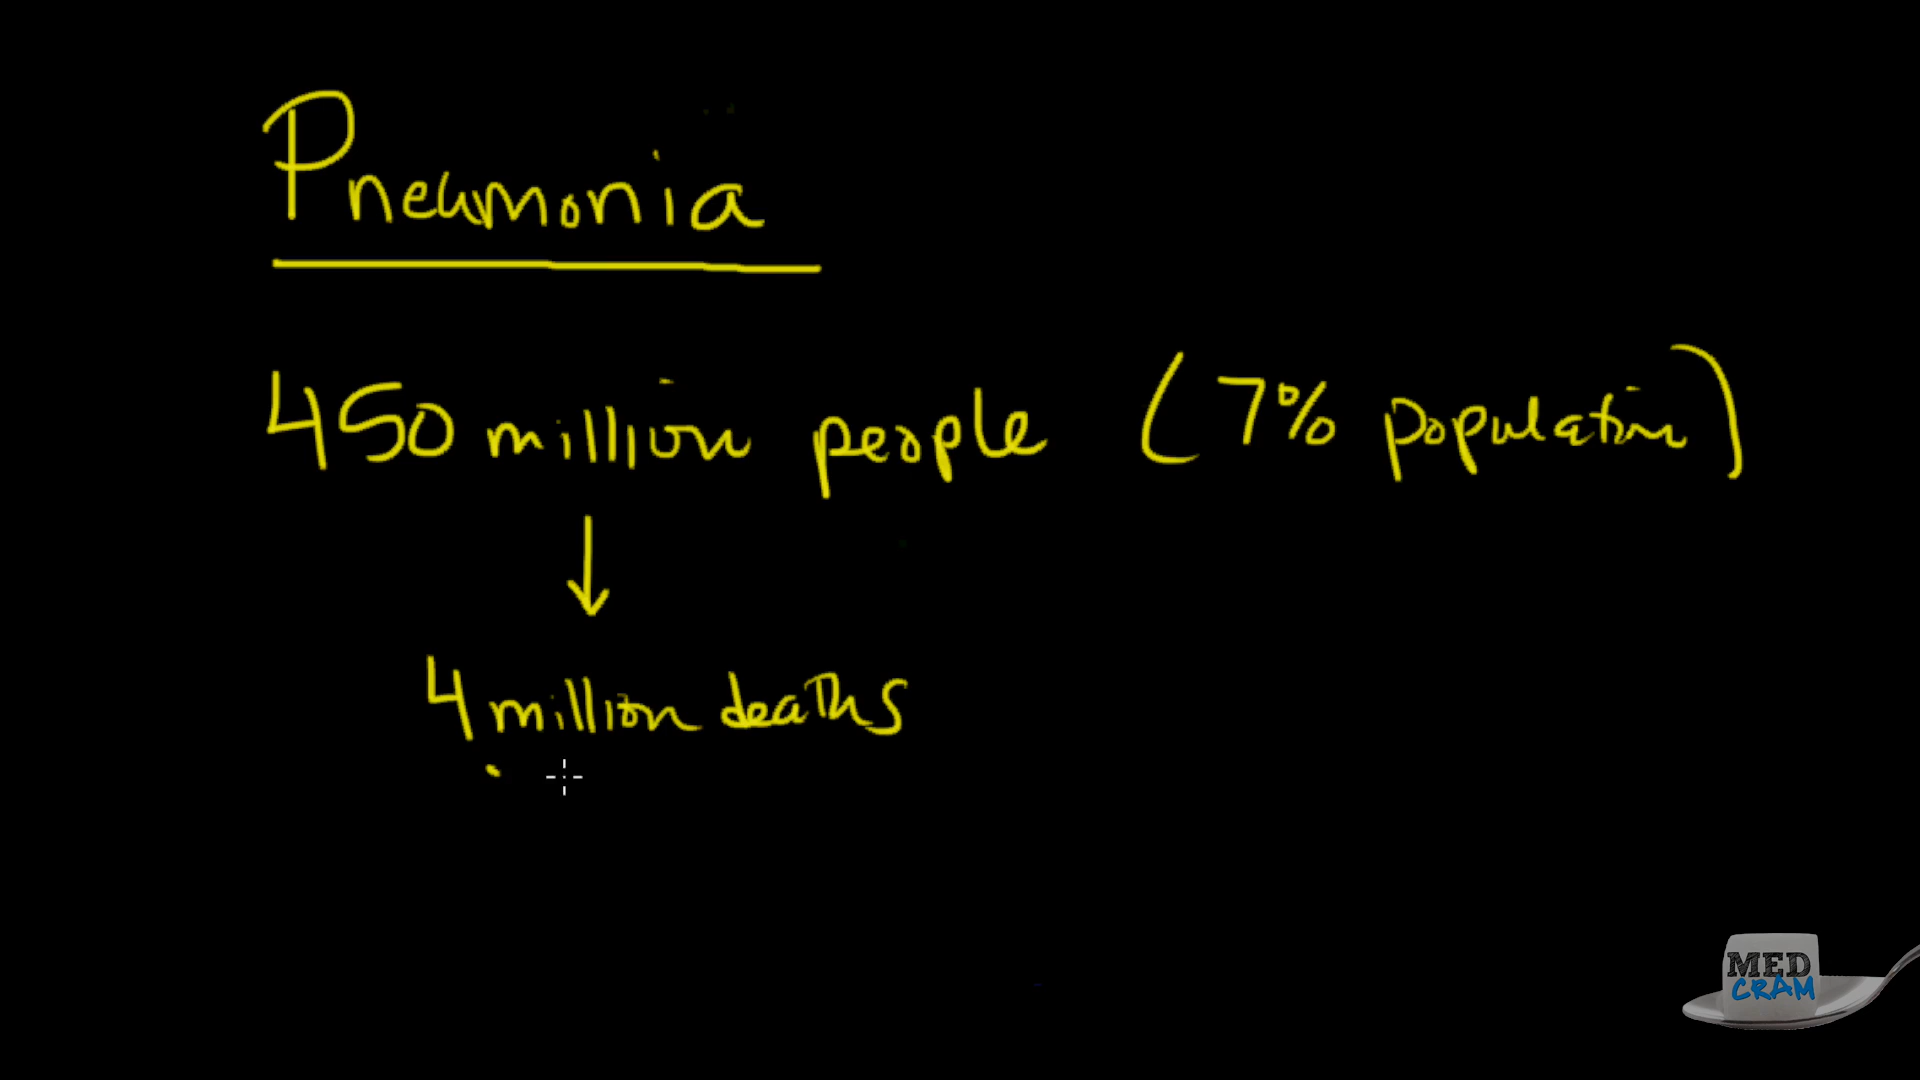 Pneumonia
450 million people (7% population)
4 million deaths
MED
CRAM